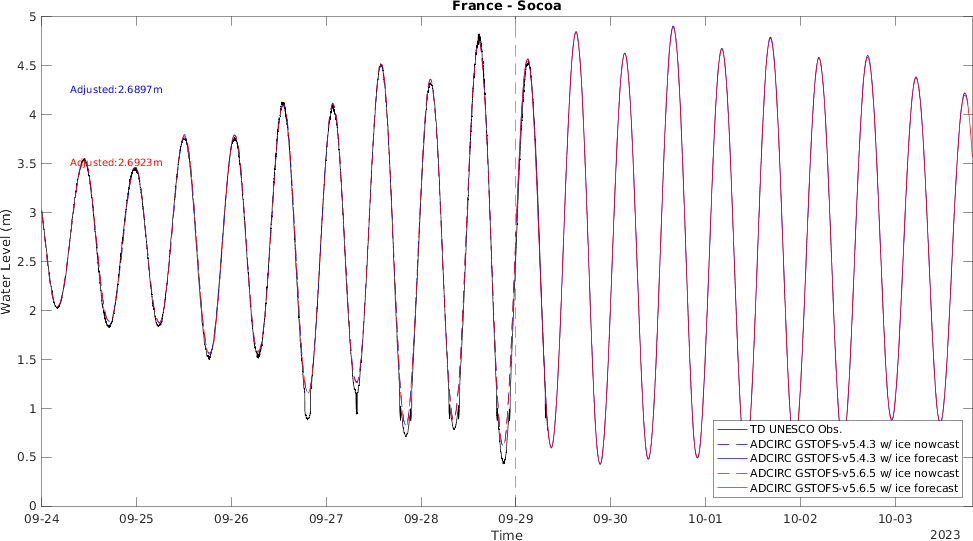 France - Socoa
5
4.5
4
3.5
3
2.5
2
1.5
1
0.5
0
Water Level (m)
Adjusted:2.6897m
Adjusted:2.6923m
TD UNESCO Obs.
ADCIRC GSTOFS-v5.4.3 w/ ice nowcast
ADCIRC GSTOFS-v5.4.3 w/ ice forecast
ADCIRC GSTOFS-v5.6.5 w/ ice nowcast
ADCIRC GSTOFS-v5.6.5 w/ ice forecast
09-24 09-25 09-26 09-27 09-28 09-29 09-30 10-01 10-02 10-03
Time
2023